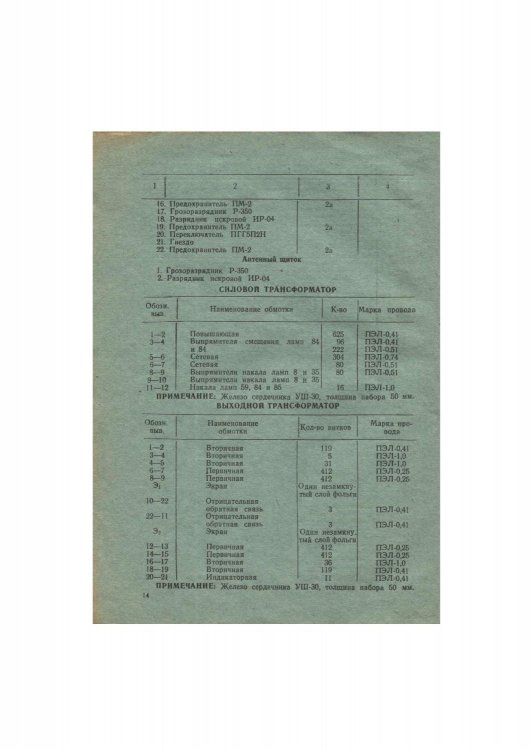 1 2 3 4
16. Предохранитель ПМ-2 2а
17. Грозоразрядник Р-350
18. Разрядник искровой ИР-04
19. Предохранитель ПМ-2 2а
20. Переключатель ПГГ5П2Н
21. Гнездо
22. Предохранитель ПМ-2 2а
Антенный щиток
1. Грозоразрядник Р-350
2. Разрядник искровой ИР-04
СИЛОВОЙ ТРАНСФОРМАТОР
Обозн. выв. Наименование обмотки К-во Марка провода
1—2 Повышающая 625 ПЭЛ-0,41
3—4 Выпрямителя смещения ламп 84 96 ПЭЛ-0,41
и 84 222 ПЭЛ-0,51
5—6 Сетевая 304 ПЭЛ-0,74
6—7 Сетевая 80 ПЭЛ-0,51
8—9 Выпрямителя накала ламп 8 и 35 80 ПЭЛ-0,51
9—10 Выпрямителя накала ламп 8 и 35
11—12 Накала ламп 59, 84 и 85 16 ПЭЛ-1,0
ПРИМЕЧАНИЕ: Железо сердечника УШ-30, толщина набора 50 мм.
ВЫХОДНОЙ ТРАНСФОРМАТОР
Обозн. выв. Наименование обмотки Кол-во витков Марка провода
1—2 Вторичная 119 ПЭЛ-0,41
3—4 Вторичная 5 ПЭЛ-1,0
4—5 Вторичная 31 ПЭЛ-1,0
6—7 Первичная 412 ПЭЛ-0,25
8—9 Первичная 412 ПЭЛ-0,25
Э₁ Экран Один незамкну-
тый слой фольги
10—22 Отрицательная
обратная связь 3 ПЭЛ-0,41
22—11 Отрицательная
обратная связь 3 ПЭЛ-0,41
Э₂ Экран Один незамкну.
тый слой фольги
12—13 Первичная 412 ПЭЛ-0,25
14—15 Первичная 412 ПЭЛ-0,25
16—17 Вторичная 36 ПЭЛ-1,0
18—19 Вторичная 119 ПЭЛ-0,41
20—21 Индикаторная 11 ПЭЛ-0,41
ПРИМЕЧАНИЕ: Железо сердечника УШ-30, толщина набора 50 мм.
14